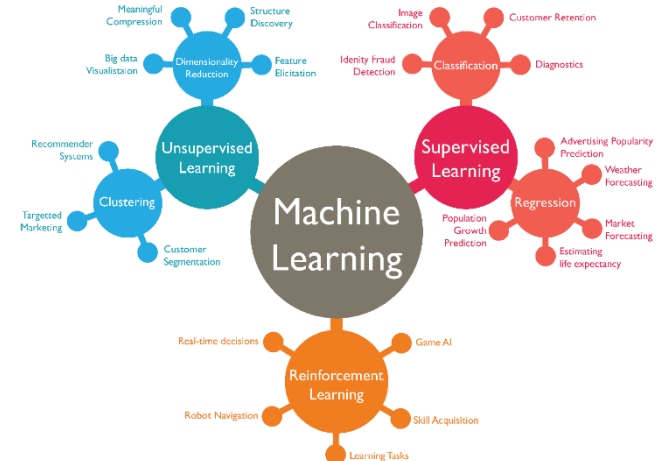 Meaningful
Compression
Structure
Discovery
Big data
Visualistaion
Dimensionality
Reduction
Feature
Elicitation
Unsupervised
Learning
Recommender
Systems
Clustering
Targetted
Marketing
Customer
Segmentation
Machine
Learning
Image
Classification
Customer Retention
Idenity Fraud
Detection
Classification
Diagnostics
Supervised
Learning
Advertising Popularity
Prediction
Weather
Forecasting
Regression
Population
Growth
Prediction
Market
Forecasting
Estimating
life expectancy
Real-time decisions
Game AI
Reinforcement
Learning
Robot Navigation
Skill Acquisition
Learning Tasks